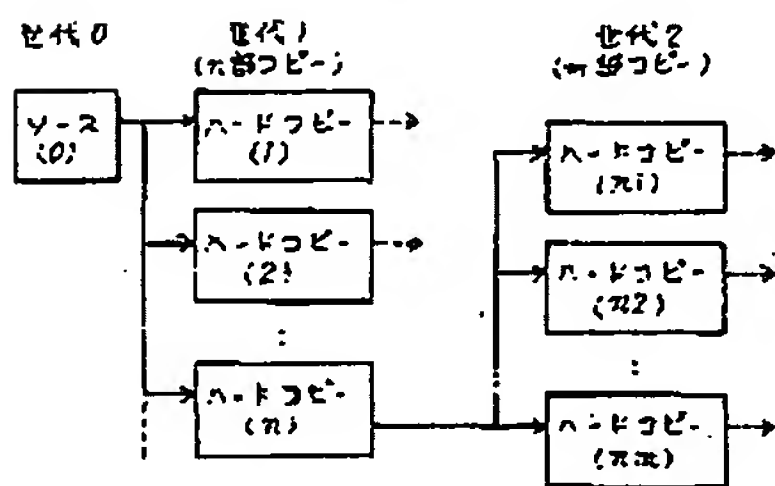 世代0
世代1
(n部コピー)
世代2
(m部コピー)
ソース
(0)
ハードコピー
(1)
ハードコピー
(2)
:
ハードコピー
(n)
ハードコピー
(n1)
ハードコピー
(n2)
:
ハードコピー
(nm)